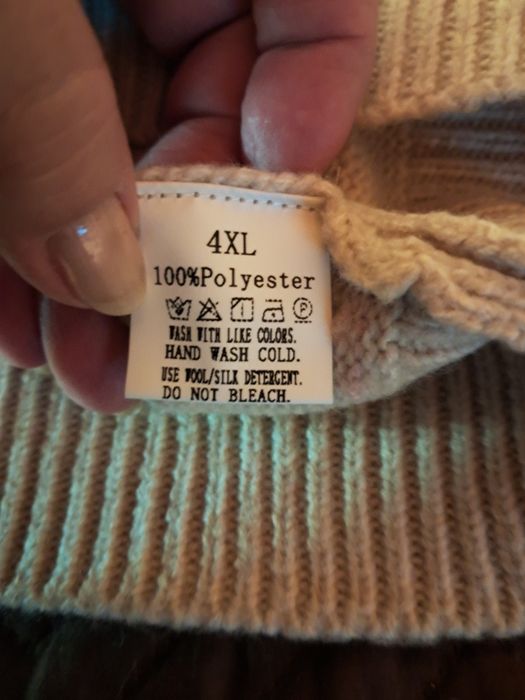 4XL
100%Polyester
P
WASH WITH LIKE COLORS.
HAND WASH COLD.
USE WOOL/SILK DETERGENT.
DO NOT BLEACH.